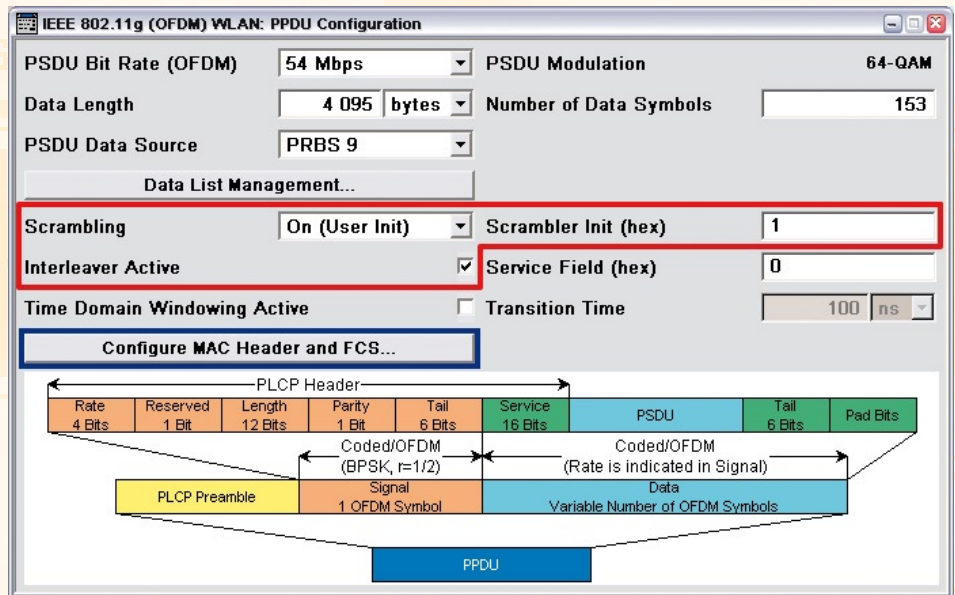 IEEE 802.11g (OFDM) WLAN: PPDU Configuration
PSDU Bit Rate (OFDM) 54 Mbps PSDU Modulation 64-QAM
Data Length 4 095 bytes Number of Data Symbols 153
PSDU Data Source PRBS 9
Data List Management...
Scrambling On (User Init) Scrambler Init (hex) 1
Interleaver Active Service Field (hex) 0
Time Domain Windowing Active Transition Time 100 ns
Configure MAC Header and FCS...
PLCP Header
Rate Reserved Length Parity Tail Service PSDU Tail Pad Bits
4 Bits 1 Bit 12 Bits 1 Bit 6 Bits 16 Bits 6 Bits
Coded/OFDM Coded/OFDM
(BPSK, r=1/2) (Rate is indicated in Signal)
PLCP Preamble Signal Data
1 OFDM Symbol Variable Number of OFDM Symbols
PPDU